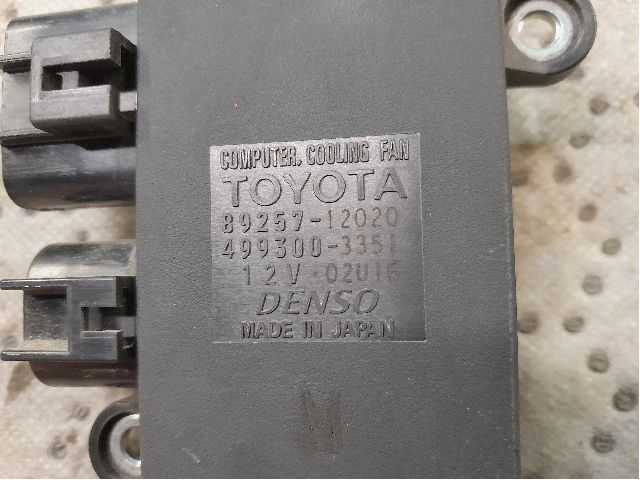 COMPUTER, COOLING FAN
TOYOTA
89257-12020
499300-3351
12V 02U16
DENSO
MADE IN JAPAN
M